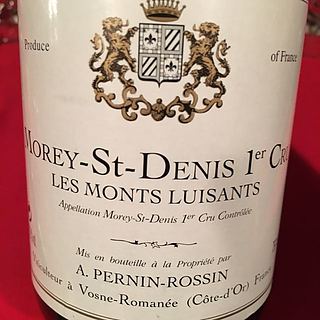 Produce of France
MOREY-ST-DENIS 1er CRU
LES MONTS LUISANTS
Appellation Morey-St-Denis 1er Cru Contrôlée
Mis en bouteille à la Propriété par
A. PERNIN-ROSSIN
à Vosne-Romanée (Côte-d'Or) France